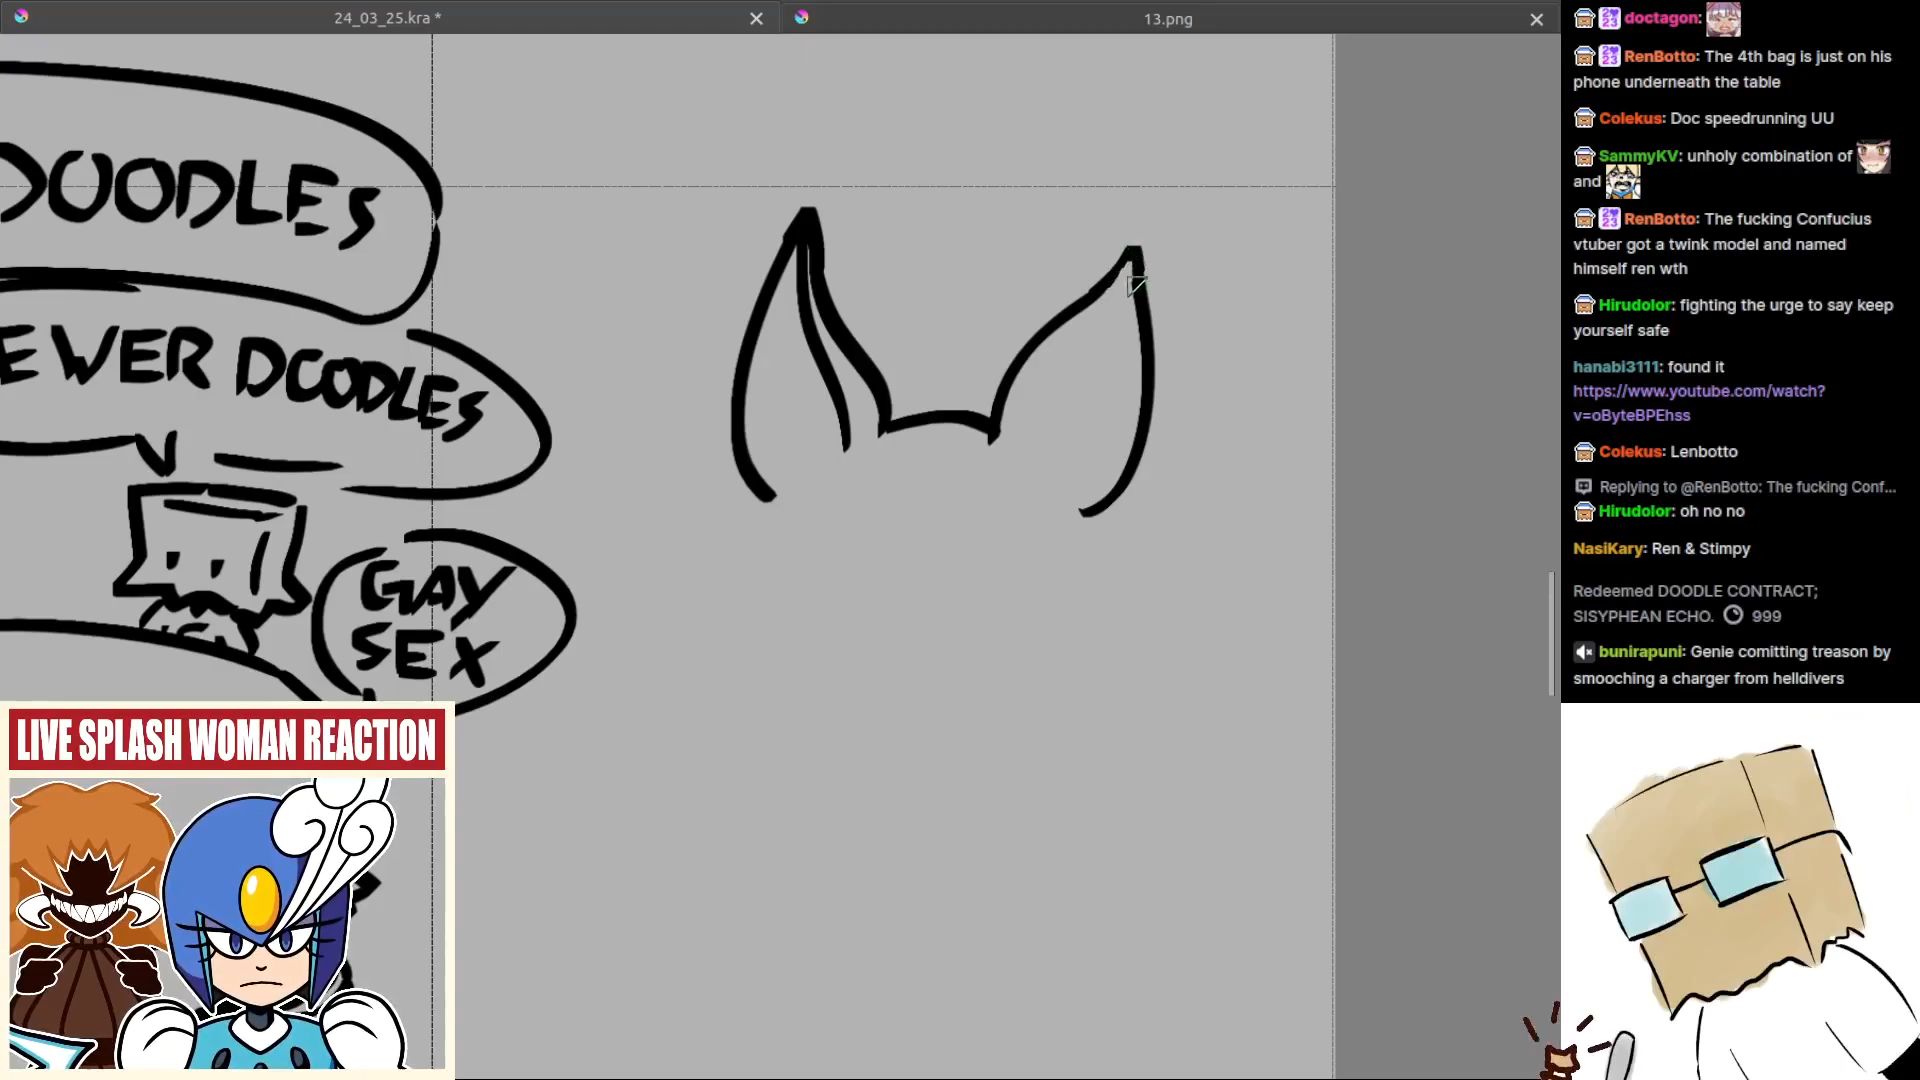 24_03_25.kra *
13.png
DOODLES
EWER DOODLES
GAY
SEX
LIVE SPLASH WOMAN REACTION
doctagon:
RenBotto: The 4th bag is just on his
phone underneath the table
Colekus: Doc speedrunning UU
SammyKV: unholy combination of
and
RenBotto: The fucking Confucius
vtuber got a twink model and named
himself ren wth
Hirudolor: fighting the urge to say keep
yourself safe
hanabi3111: found it
https://www.youtube.com/watch?
v=oByteBPEhss
Colekus: Lenbotto
Replying to @RenBotto: The fucking Conf...
Hirudolor: oh no no
NasiKary: Ren & Stimpy
Redeemed DOODLE CONTRACT;
SISYPHEAN ECHO. 999
bunirapuni: Genie comitting treason by
smooching a charger from helldivers